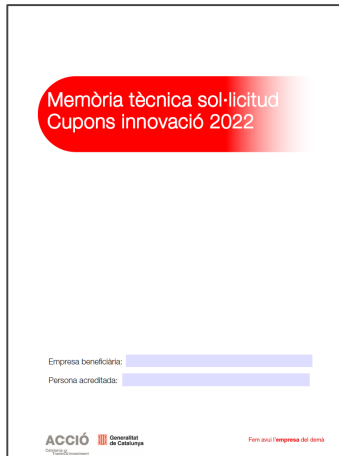 Memòria tècnica sol·licitud
Cupons innovació 2022
Empresa beneficiària:
Persona acreditada:
ACCIÓ
Generalitat
de Catalunya
Fem avui l'empresa del demà